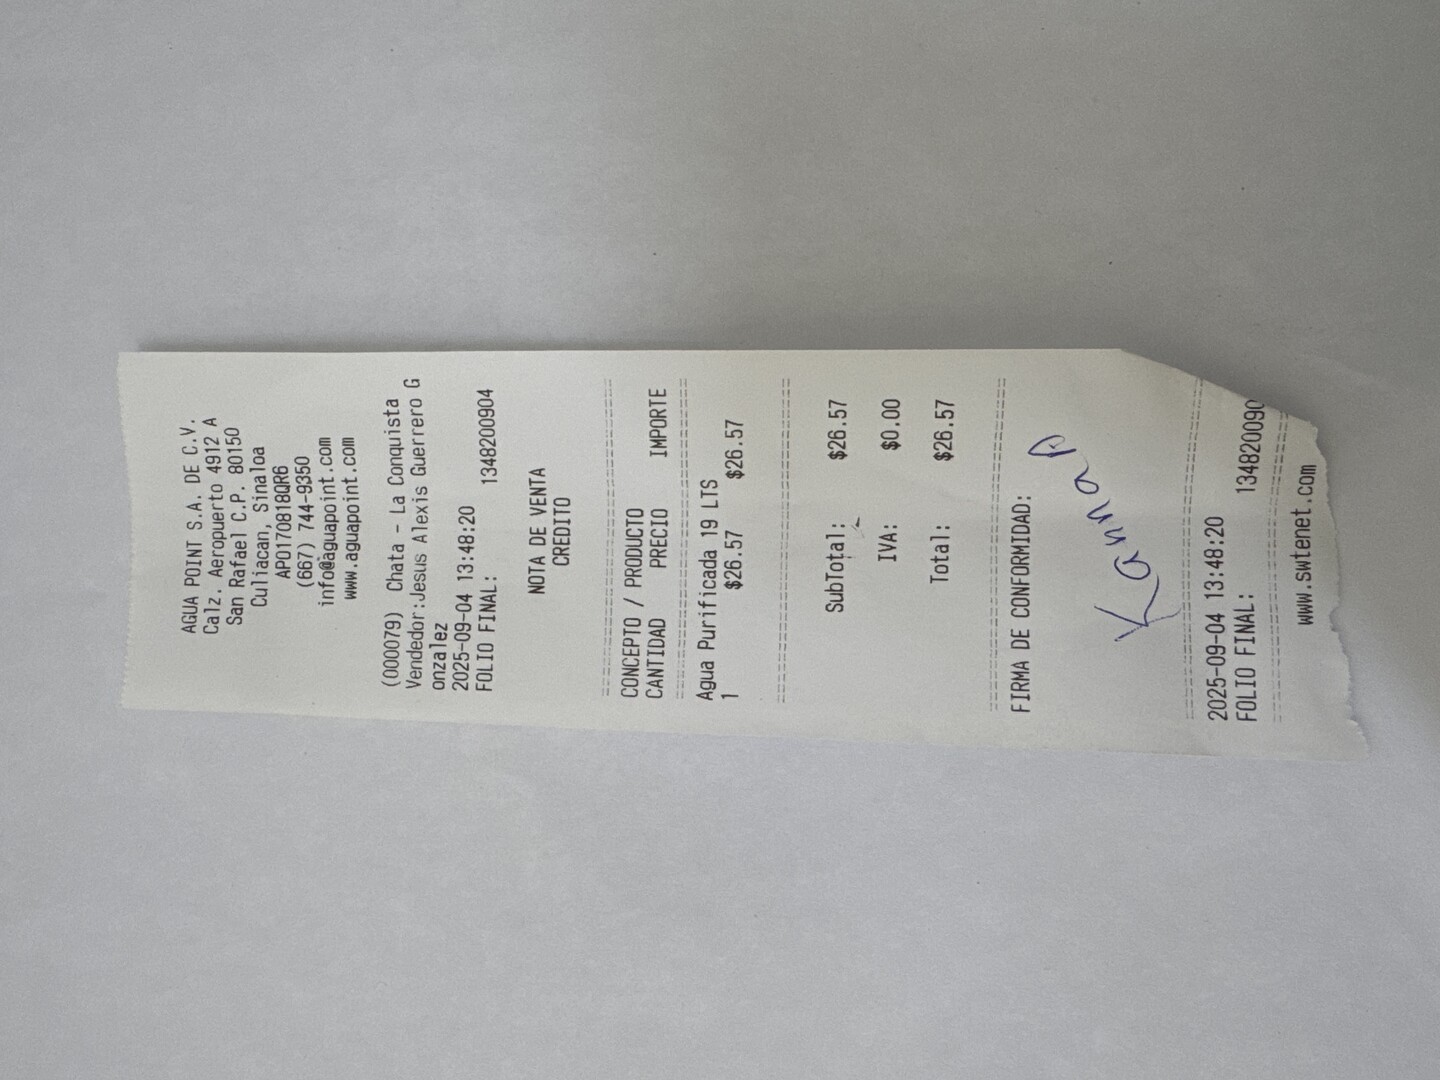 AGUA POINT S.A. DE C.V.
Calz. Aeropuerto 4912 A
San Rafael C.P. 80150
Culiacan, Sinaloa
APO170818QR6
(667) 744-9350
info@aguapoint.com
www.aguapoint.com
(000079) Chata - La Conquista
Vendedor:Jesus Alexis Guerrero G
onzalez
2025-09-04 13:48:20
FOLIO FINAL: 1348200904
NOTA DE VENTA
CREDITO
CONCEPTO / PRODUCTO
CANTIDAD PRECIO IMPORTE
Agua Purificada 19 LTS
1 $26.57 $26.57
SubTotal: $26.57
IVA: $0.00
Total: $26.57
FIRMA DE CONFORMIDAD:
2025-09-04 13:48:20
FOLIO FINAL: 134820090
www.swtenet.com